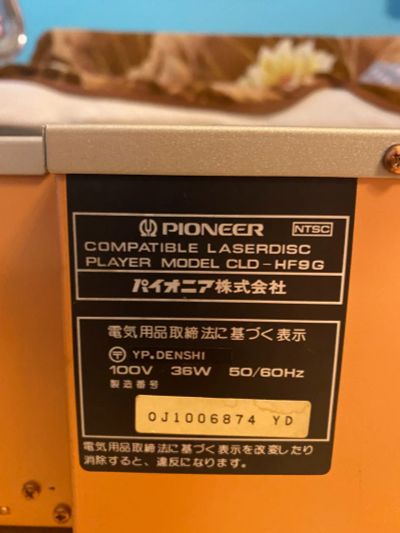 PIONEER NTSC
COMPATIBLE LASERDISC
PLAYER MODEL CLD-HF9G
パイオニア株式会社
電気用品取締法に基づく表示
〒 YP.DENSHI
100V 36W 50/60Hz
製造番号
OJ1006874 YD
電気用品取締法に基づく表示を改変したり
消除すると、違反になります。